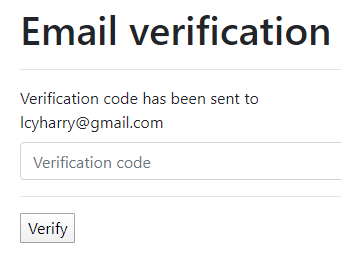 Email verification
Verification code has been sent to
lcyharry@gmail.com
Verification code
Verify